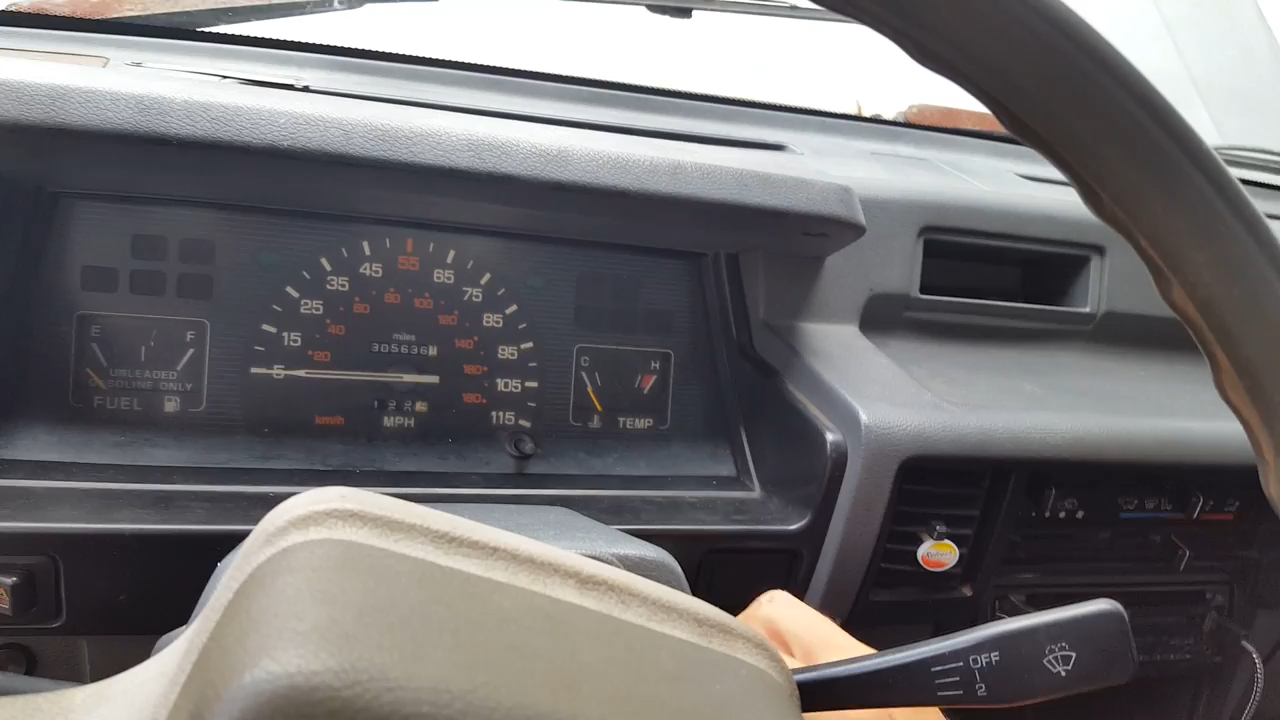 E F
UNLEADED
GASOLINE ONLY
FUEL
5 15 25 35 45 55 65 75 85 95 105 115
20 40 60 80 100 120 140 160 180
miles
305636
km/h
MPH
C H
TEMP
OFF
1
2